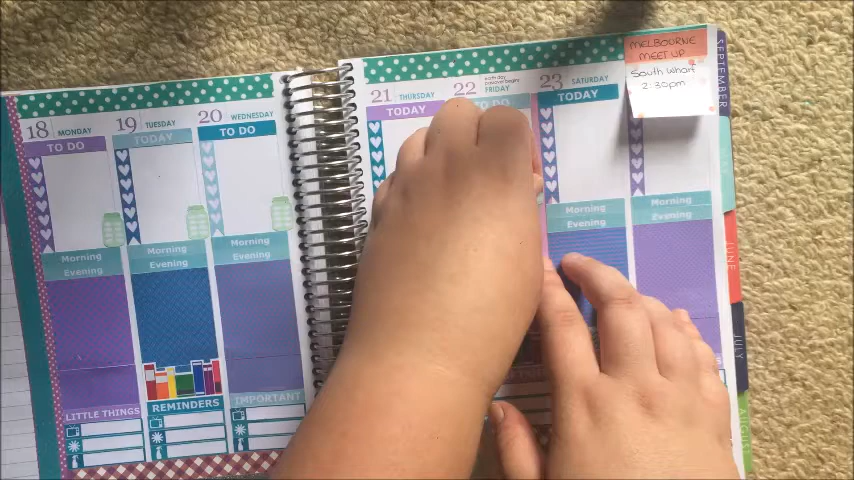 MELBOURNE
MEET UP
South Wharf
2:30pm
18 MONDAY
19 TUESDAY
20 WEDNESDAY
21 THURSDAY
22 FRIDAY
23 SATURDAY
TO DO
TODAY
TO DO
TODAY
TODAY
Morning
Evening
Morning
Evening
Morning
Evening
Morning
Evening
Morning
Evening
LITTLE THINGS
REMINDERS
IMPORTANT
SEPTEMBER
JUNE
JULY
AUGUST